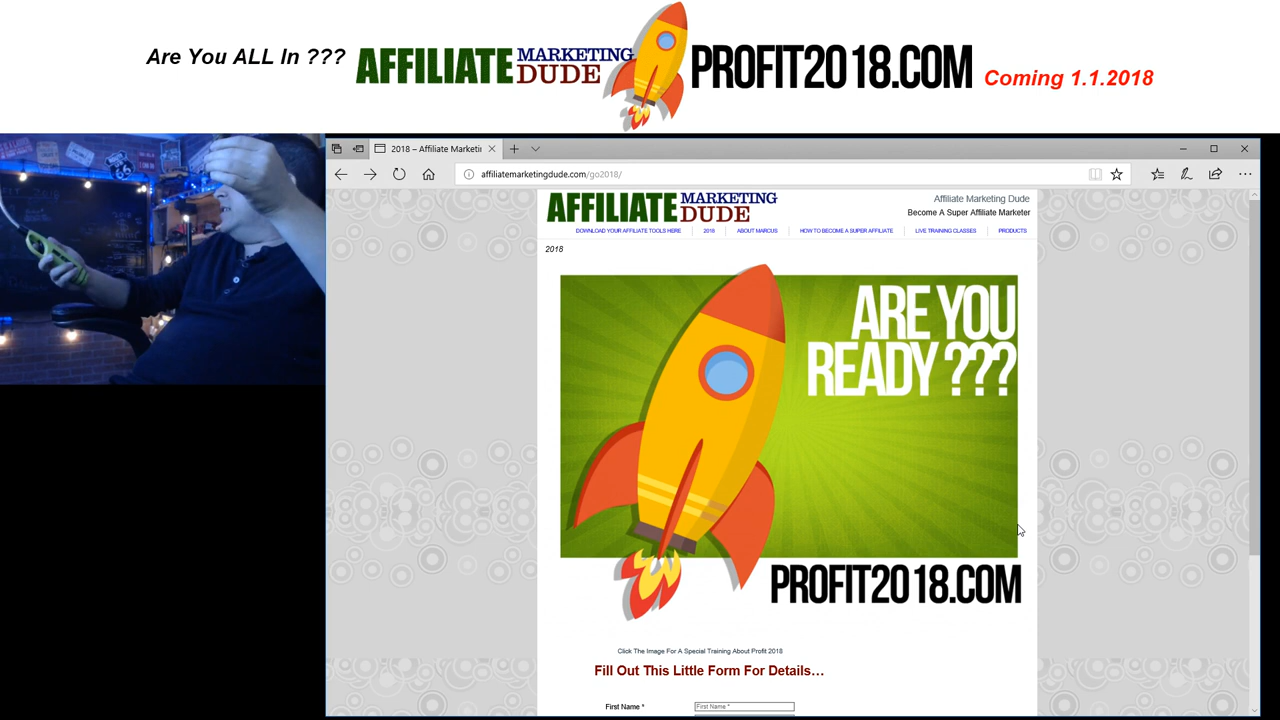 Are You ALL In ???
AFFILIATE MARKETING DUDE
PROFIT2018.COM
Coming 1.1.2018
2018 – Affiliate Marketi
affiliatemarketingdude.com/go2018/
AFFILIATE MARKETING DUDE
Affiliate Marketing Dude
Become A Super Affiliate Marketer
DOWNLOAD YOUR AFFILIATE TOOLS HERE
2018
ABOUT MARCUS
HOW TO BECOME A SUPER AFFILIATE
LIVE TRAINING CLASSES
PRODUCTS
2018
ARE YOU
READY ???
PROFIT2018.COM
Click The Image For A Special Training About Profit 2018
Fill Out This Little Form For Details...
First Name *
First Name *